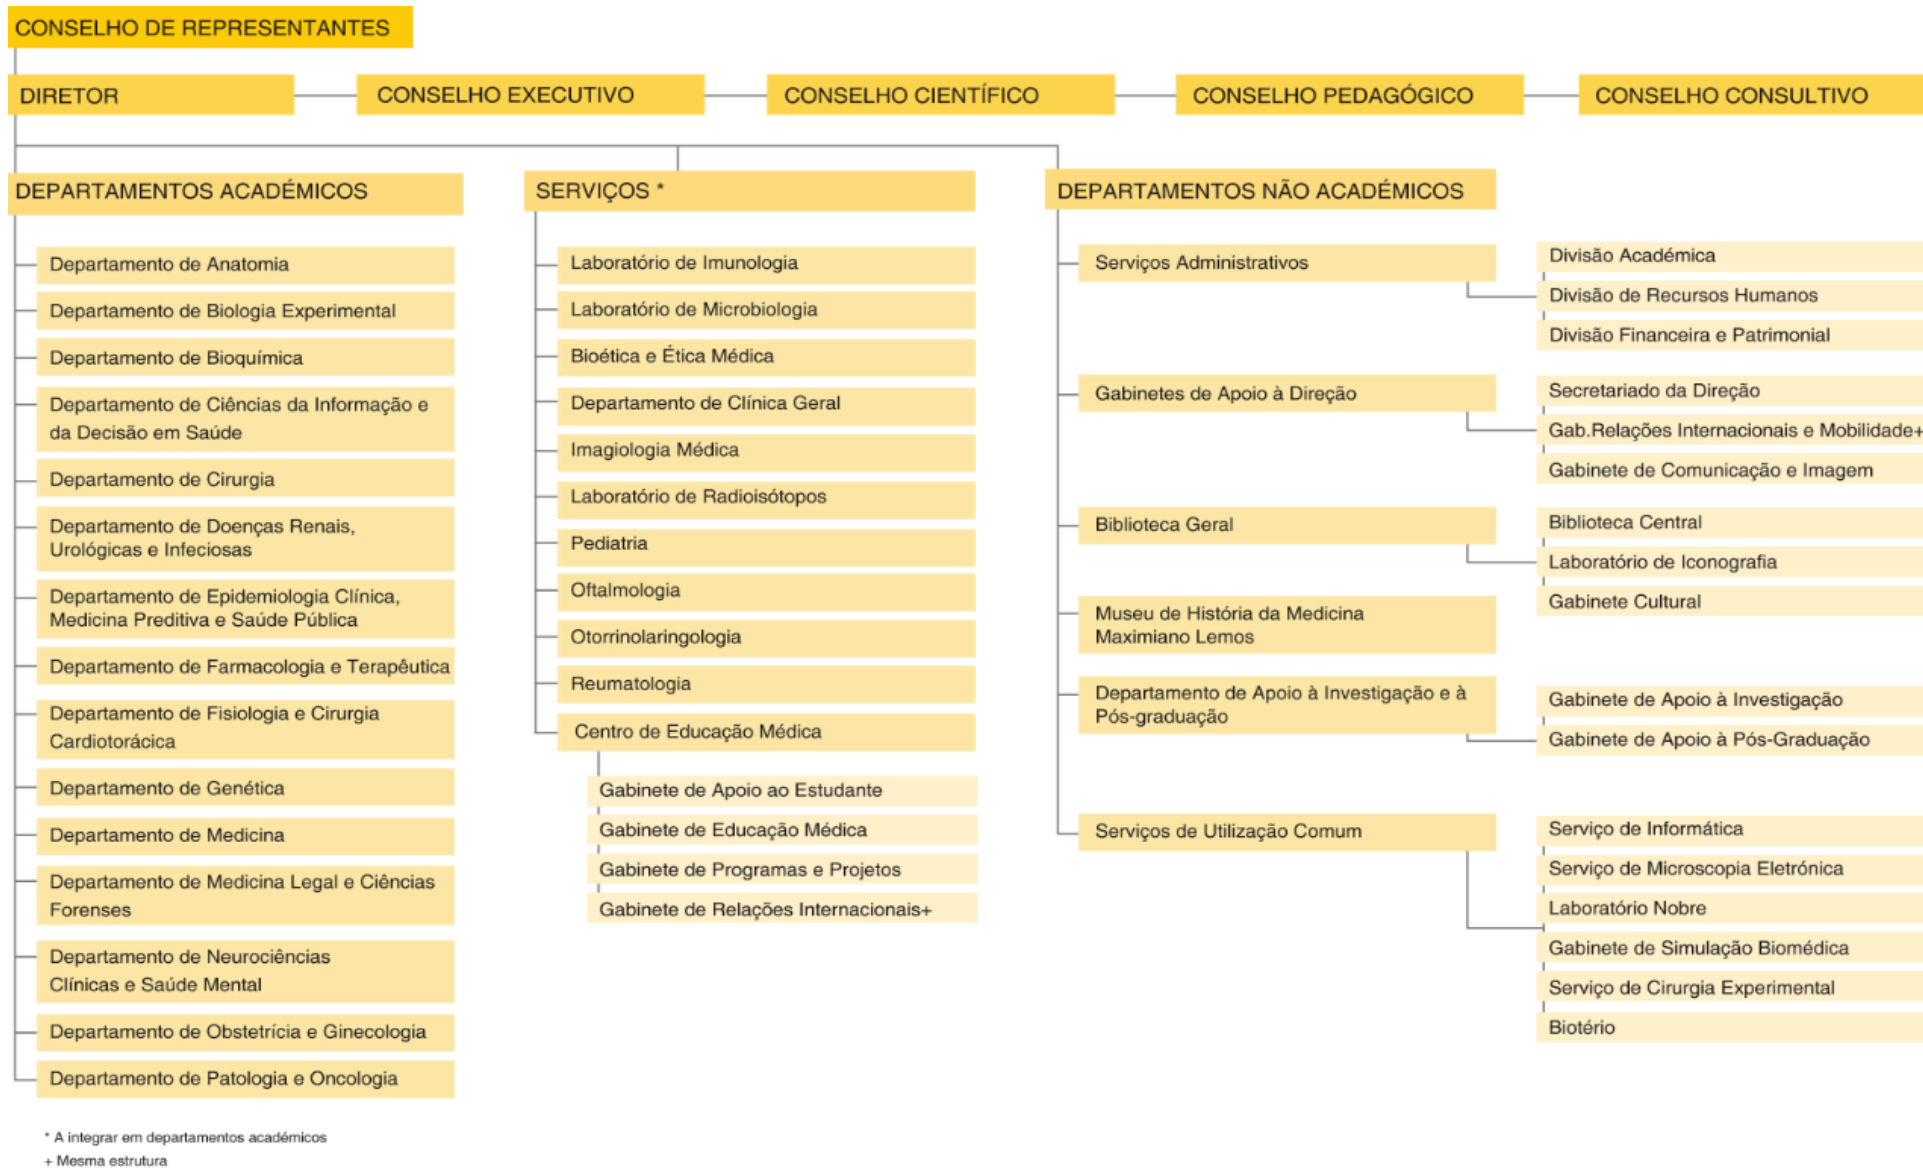 CONSELHO DE REPRESENTANTES
DIRETOR
CONSELHO EXECUTIVO
CONSELHO CIENTÍFICO
CONSELHO PEDAGÓGICO
CONSELHO CONSULTIVO
DEPARTAMENTOS ACADÉMICOS
Departamento de Anatomia
Departamento de Biologia Experimental
Departamento de Bioquímica
Departamento de Ciências da Informação e
da Decisão em Saúde
Departamento de Cirurgia
Departamento de Doenças Renais,
Urológicas e Infeciosas
Departamento de Epidemiologia Clínica,
Medicina Preditiva e Saúde Pública
Departamento de Farmacologia e Terapêutica
Departamento de Fisiologia e Cirurgia
Cardiotorácica
Departamento de Genética
Departamento de Medicina
Departamento de Medicina Legal e Ciências
Forenses
Departamento de Neurociências
Clínicas e Saúde Mental
Departamento de Obstetrícia e Ginecologia
Departamento de Patologia e Oncologia
SERVIÇOS *
Laboratório de Imunologia
Laboratório de Microbiologia
Bioética e Ética Médica
Departamento de Clínica Geral
Imagiologia Médica
Laboratório de Radioisótopos
Pediatria
Oftalmologia
Otorrinolaringologia
Reumatologia
Centro de Educação Médica
Gabinete de Apoio ao Estudante
Gabinete de Educação Médica
Gabinete de Programas e Projetos
Gabinete de Relações Internacionais+
DEPARTAMENTOS NÃO ACADÉMICOS
Serviços Administrativos
Divisão Académica
Divisão de Recursos Humanos
Divisão Financeira e Patrimonial
Gabinetes de Apoio à Direção
Secretariado da Direção
Gab.Relações Internacionais e Mobilidade+
Gabinete de Comunicação e Imagem
Biblioteca Geral
Biblioteca Central
Laboratório de Iconografia
Gabinete Cultural
Museu de História da Medicina
Maximiano Lemos
Departamento de Apoio à Investigação e à
Pós-graduação
Gabinete de Apoio à Investigação
Gabinete de Apoio à Pós-Graduação
Serviços de Utilização Comum
Serviço de Informática
Serviço de Microscopia Eletrónica
Laboratório Nobre
Gabinete de Simulação Biomédica
Serviço de Cirurgia Experimental
Biotério
* A integrar em departamentos académicos
+ Mesma estrutura